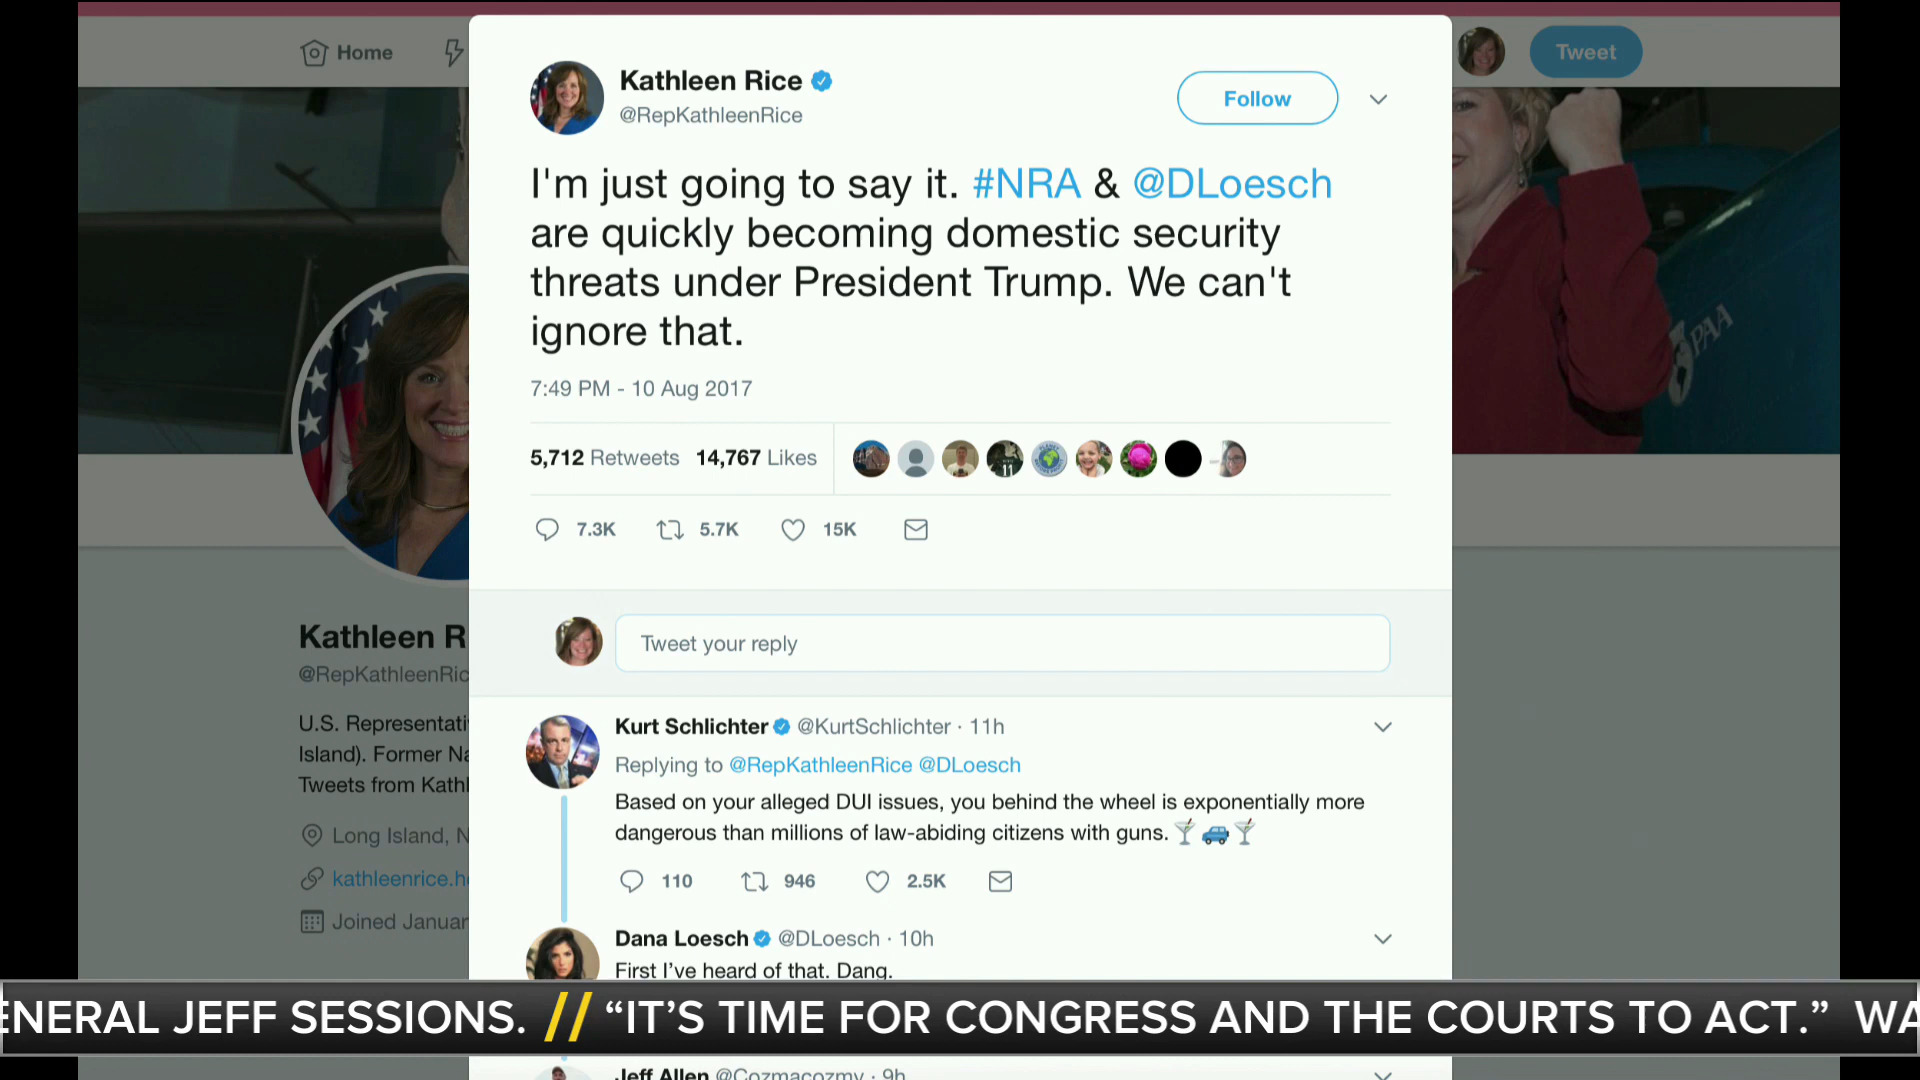 Home
Tweet
Kathleen Rice
@RepKathleenRice
Follow
I'm just going to say it. #NRA & @DLoesch
are quickly becoming domestic security
threats under President Trump. We can't
ignore that.
7:49 PM - 10 Aug 2017
5,712 Retweets 14,767 Likes
11
7.3K 5.7K 15K
PAA
Tweet your reply
Kathleen R
@RepKathleenRic
U.S. Representati
Island). Former Na
Tweets from Kathl
Long Island, N
kathleenrice.h
Joined Januar
Kurt Schlichter @KurtSchlichter · 11h
Replying to @RepKathleenRice @DLoesch
Based on your alleged DUI issues, you behind the wheel is exponentially more
dangerous than millions of law-abiding citizens with guns.
110 946 2.5K
Dana Loesch @DLoesch · 10h
First I've heard of that. Dang.
ENERAL JEFF SESSIONS. // “IT’S TIME FOR CONGRESS AND THE COURTS TO ACT.” WA
Jeff Allen @Cozmacozmy · 9h